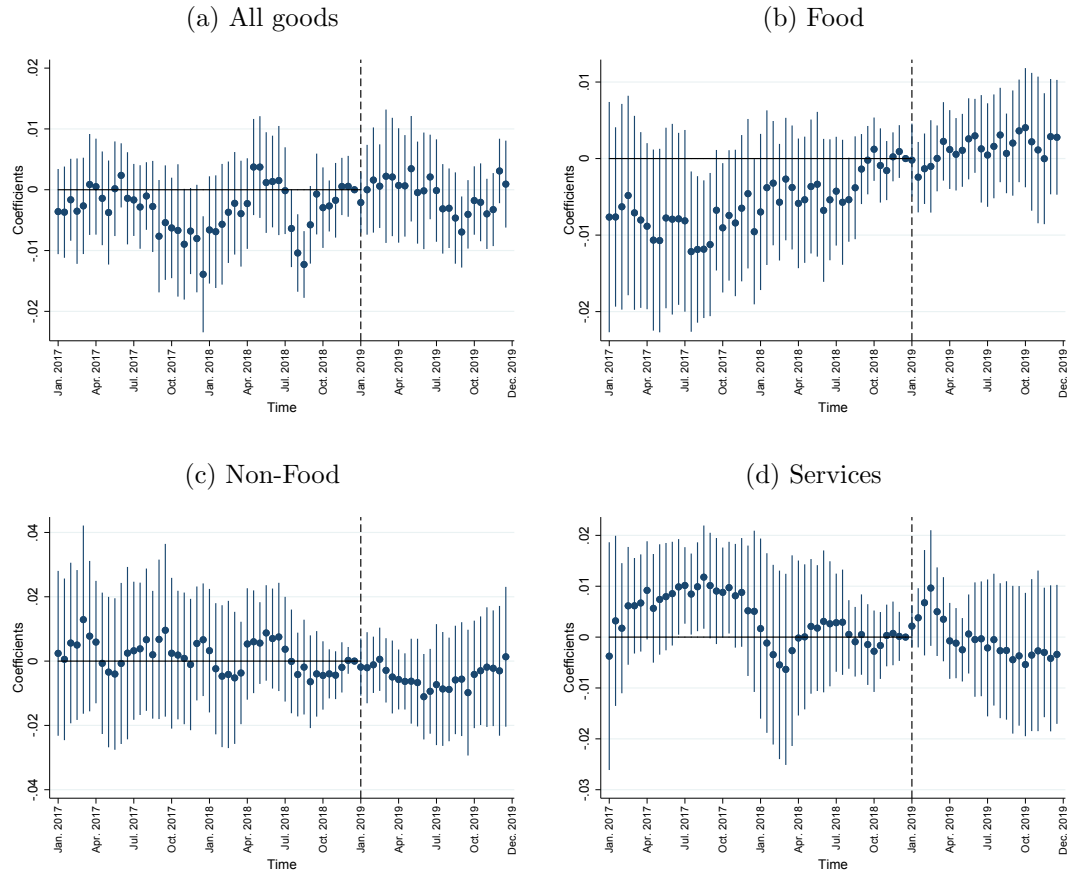 (a) All goods
Coefficients
.02
.01
0
-.01
-.02
Jan. 2017
Apr. 2017
Jul. 2017
Oct. 2017
Jan. 2018
Apr. 2018
Jul. 2018
Oct. 2018
Jan. 2019
Apr. 2019
Jul. 2019
Oct. 2019
Dec. 2019
Time
(b) Food
Coefficients
.01
0
-.01
-.02
Jan. 2017
Apr. 2017
Jul. 2017
Oct. 2017
Jan. 2018
Apr. 2018
Jul. 2018
Oct. 2018
Jan. 2019
Apr. 2019
Jul. 2019
Oct. 2019
Dec. 2019
Time
(c) Non-Food
Coefficients
.04
.02
0
-.02
-.04
Jan. 2017
Apr. 2017
Jul. 2017
Oct. 2017
Jan. 2018
Apr. 2018
Jul. 2018
Oct. 2018
Jan. 2019
Apr. 2019
Jul. 2019
Oct. 2019
Dec. 2019
Time
(d) Services
Coefficients
.02
.01
0
-.01
-.02
-.03
Jan. 2017
Apr. 2017
Jul. 2017
Oct. 2017
Jan. 2018
Apr. 2018
Jul. 2018
Oct. 2018
Jan. 2019
Apr. 2019
Jul. 2019
Oct. 2019
Dec. 2019
Time